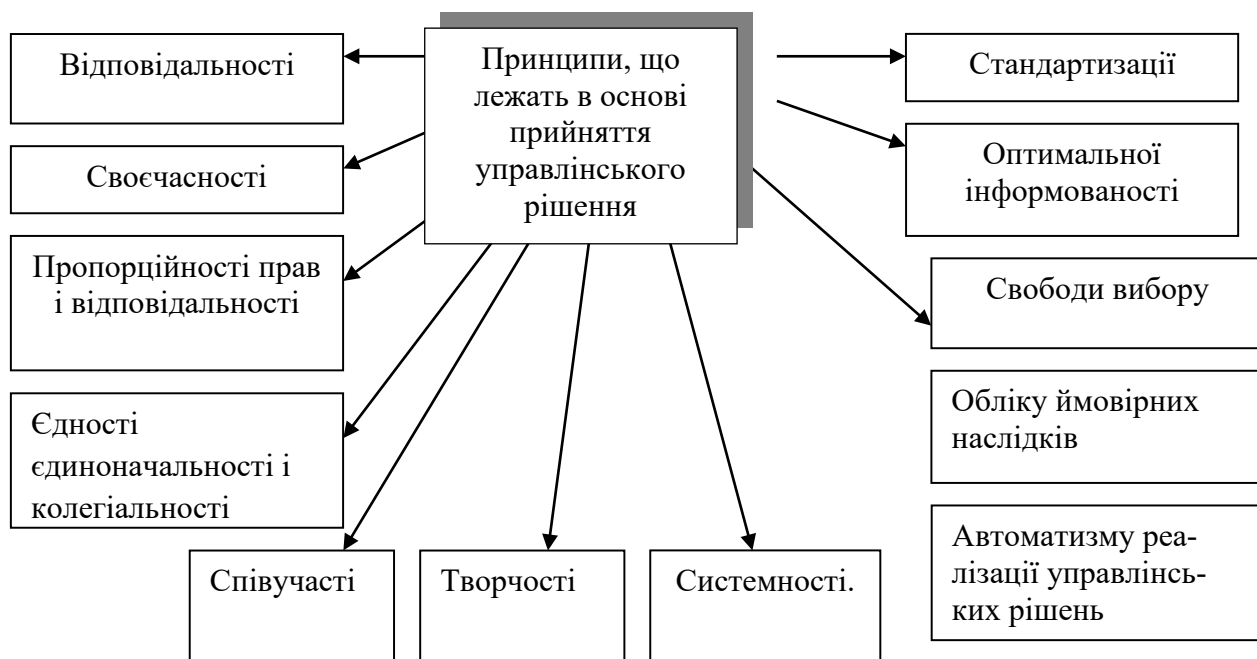 Принципи, що
лежать в основі
прийняття
управлінського
рішення
Відповідальності
Своєчасності
Пропорційності прав
і відповідальності
Єдності
єдиноначальності і
колегіальності
Співучасті
Творчості
Системності.
Стандартизації
Оптимальної
інформованості
Свободи вибору
Обліку ймовірних
наслідків
Автоматизму реа-
лізації управлінсь-
ких рішень